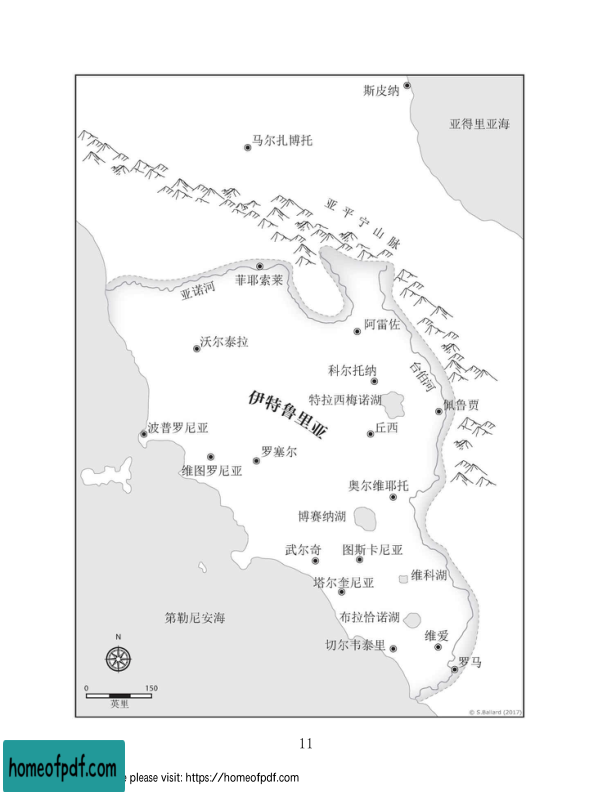 斯皮纳
亚得里亚海
马尔扎博托
亚平宁山脉
菲耶索莱
亚诺河
阿雷佐
沃尔泰拉
科尔托纳
台伯河
特拉西梅诺湖
佩鲁贾
伊特鲁里亚
波普罗尼亚
丘西
罗塞尔
维图罗尼亚
奥尔维耶托
博赛纳湖
武尔奇
图斯卡尼亚
维科湖
塔尔奎尼亚
第勒尼安海
布拉恰诺湖
维爱
切尔韦泰里
罗马
N
0 150
英里
© S.Ballard (2017)
11
homeofpdf.com
please visit: https://homeofpdf.com